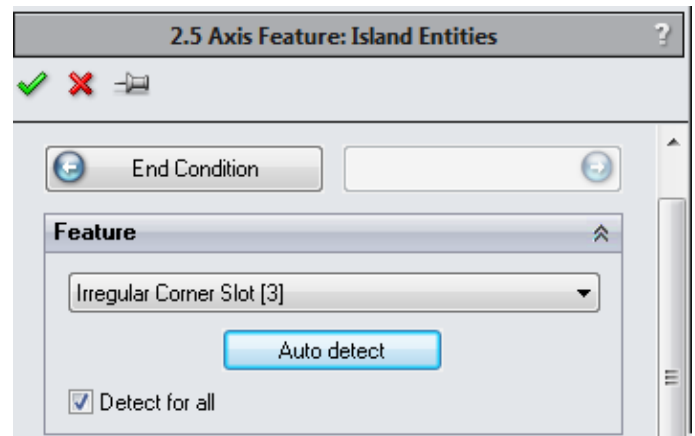 2.5 Axis Feature: Island Entities ?
End Condition
Feature
Irregular Corner Slot [3]
Auto detect
Detect for all